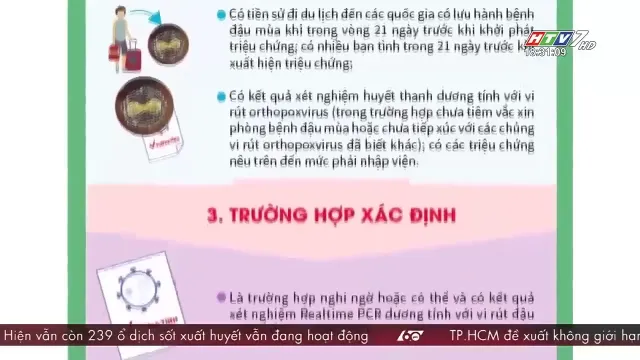 Có tiền sử đi du lịch đến các quốc gia có lưu hành bệnh
đậu mùa khỉ trong vòng 21 ngày trước khi khởi phát
triệu chứng; có nhiều bạn tình trong 21 ngày trước khi
xuất hiện triệu chứng;
HTV7 HD
18:31:09
Có kết quả xét nghiệm huyết thanh dương tính với vi
rút orthopoxvirus (trong trường hợp chưa tiêm vắc xin
phòng bệnh đậu mùa hoặc chưa tiếp xúc với các chủng
vi rút orthopoxvirus đã biết khác); có các triệu chứng
nêu trên đến mức phải nhập viện.
3. TRƯỜNG HỢP XÁC ĐỊNH
Là trường hợp nghi ngờ hoặc có thể và có kết quả
xét nghiệm Realtime PCR dương tính với vi rút đậu
Hiện vẫn còn 239 ổ dịch sốt xuất huyết vẫn đang hoạt động
60
TP.HCM đề xuất không giới hạn